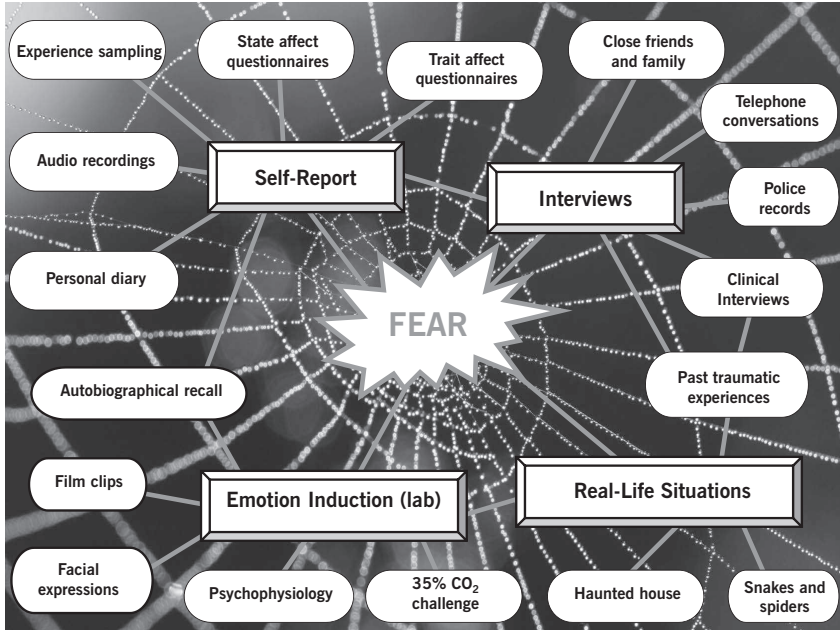 Experience sampling
State affect
questionnaires
Trait affect
questionnaires
Close friends
and family
Telephone
conversations
Audio recordings
Self-Report
Interviews
Police
records
Personal diary
Clinical
Interviews
FEAR
Autobiographical recall
Past traumatic
experiences
Film clips
Emotion Induction (lab)
Real-Life Situations
Facial
expressions
Psychophysiology
35% CO₂
challenge
Haunted house
Snakes and
spiders